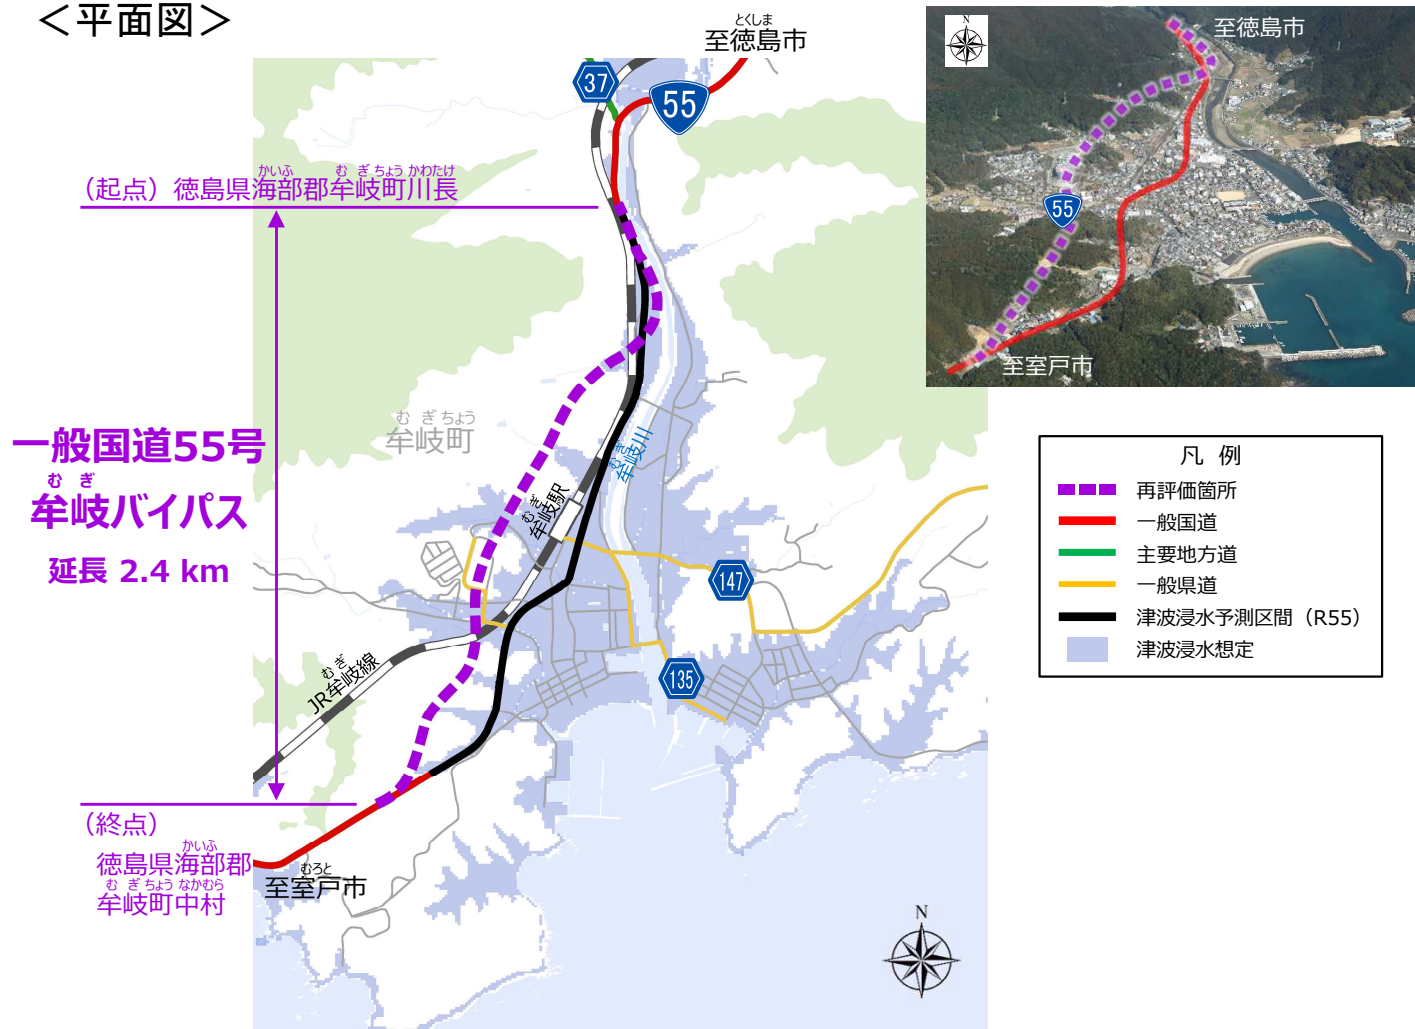 ＜平面図＞
とくしま
至徳島市
37
55
かいふ むぎちょう かわたけ
（起点）徳島県海部郡牟岐町川長
一般国道55号
むぎ
牟岐バイパス
延長 2.4 km
むぎちょう
牟岐町
むぎ
牟岐川
むぎ
牟岐駅
むぎ
JR牟岐線
147
135
（終点）
かいふ
徳島県海部郡
むぎちょう なかむら
牟岐町中村
むろと
至室戸市
N
N
至徳島市
55
至室戸市
凡 例
再評価箇所
一般国道
主要地方道
一般県道
津波浸水予測区間（R55）
津波浸水想定